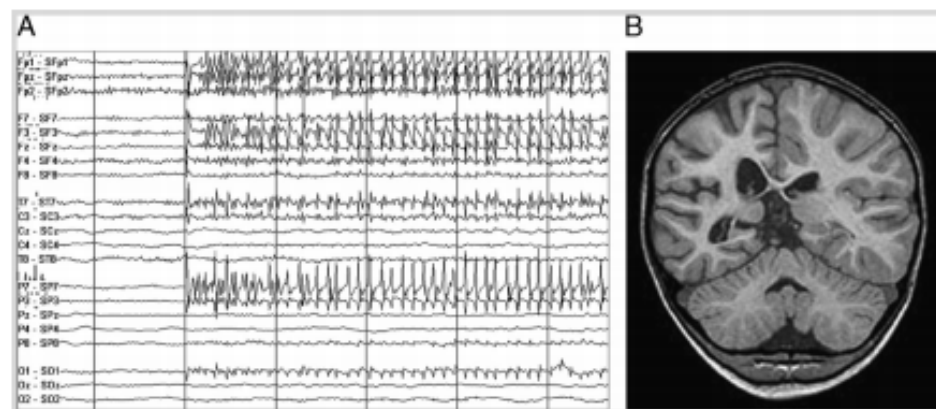 A
B
Fp1 - SFp1
Fpz - SFpz
Fp2 - SFp2
F7 - SF7
F3 - SF3
Fz - SFz
F4 - SF4
F8 - SF8
T7 - ST7
C3 - SC3
Cz - SCz
C4 - SC4
T8 - ST8
P7 - SP7
P3 - SP3
Pz - SPz
P4 - SP4
P8 - SP8
O1 - SO1
Oz - SOz
O2 - SO2